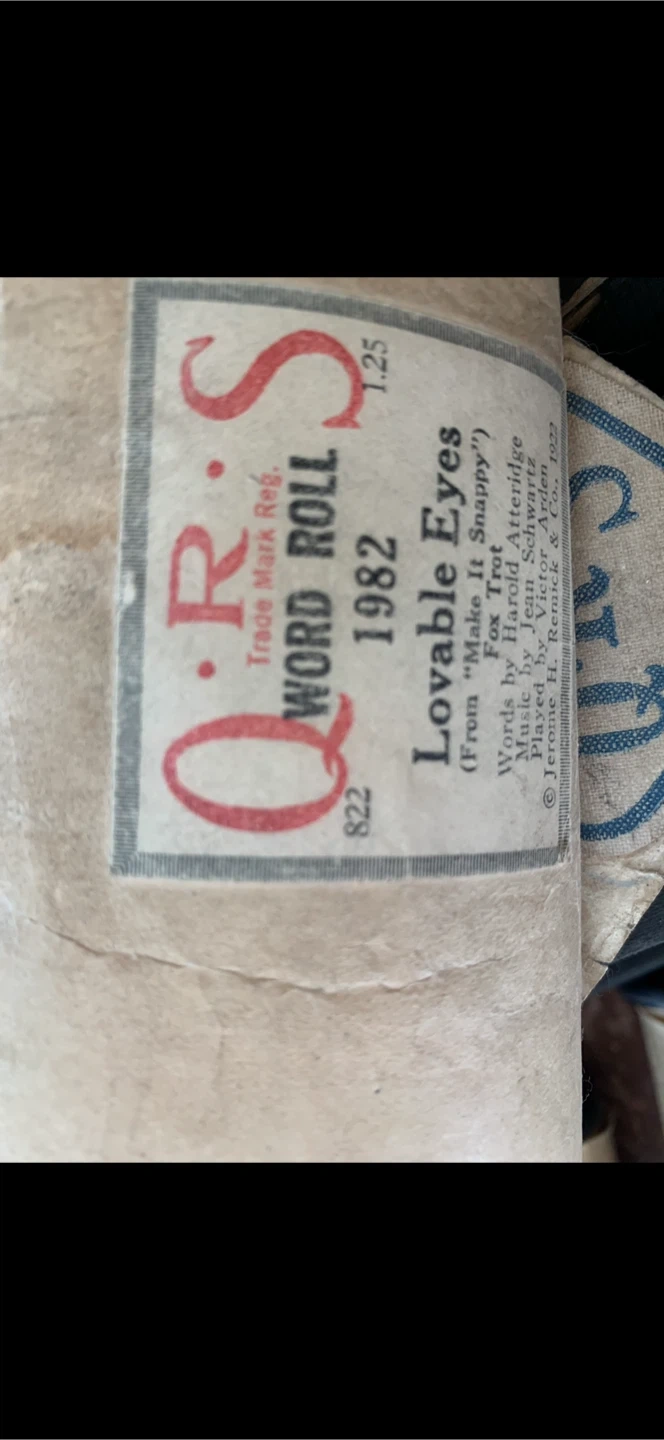 Q·R·S
Trade Mark Reg.
WORD ROLL
822
1982
1.25
Lovable Eyes
(From "Make It Snappy")
Fox Trot
Words by Harold Atteridge
Music by Jean Schwartz
Played by Victor Arden
© Jerome H. Remick & Co., 1922
Q.R.S